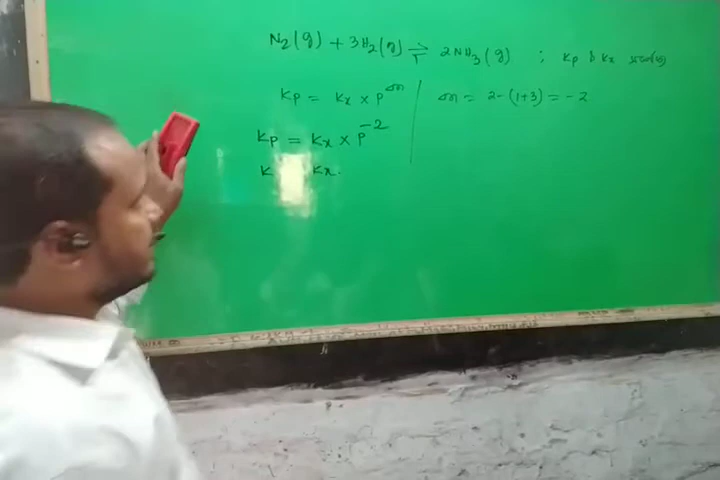 N₂(g) + 3H₂(g) ⇌ 2NH₃(g) ; Kp ও Kx
T
Kp = Kx × P^Δn | Δn = 2-(1+3) = -2
Kp = Kx × P⁻²
K Kx.